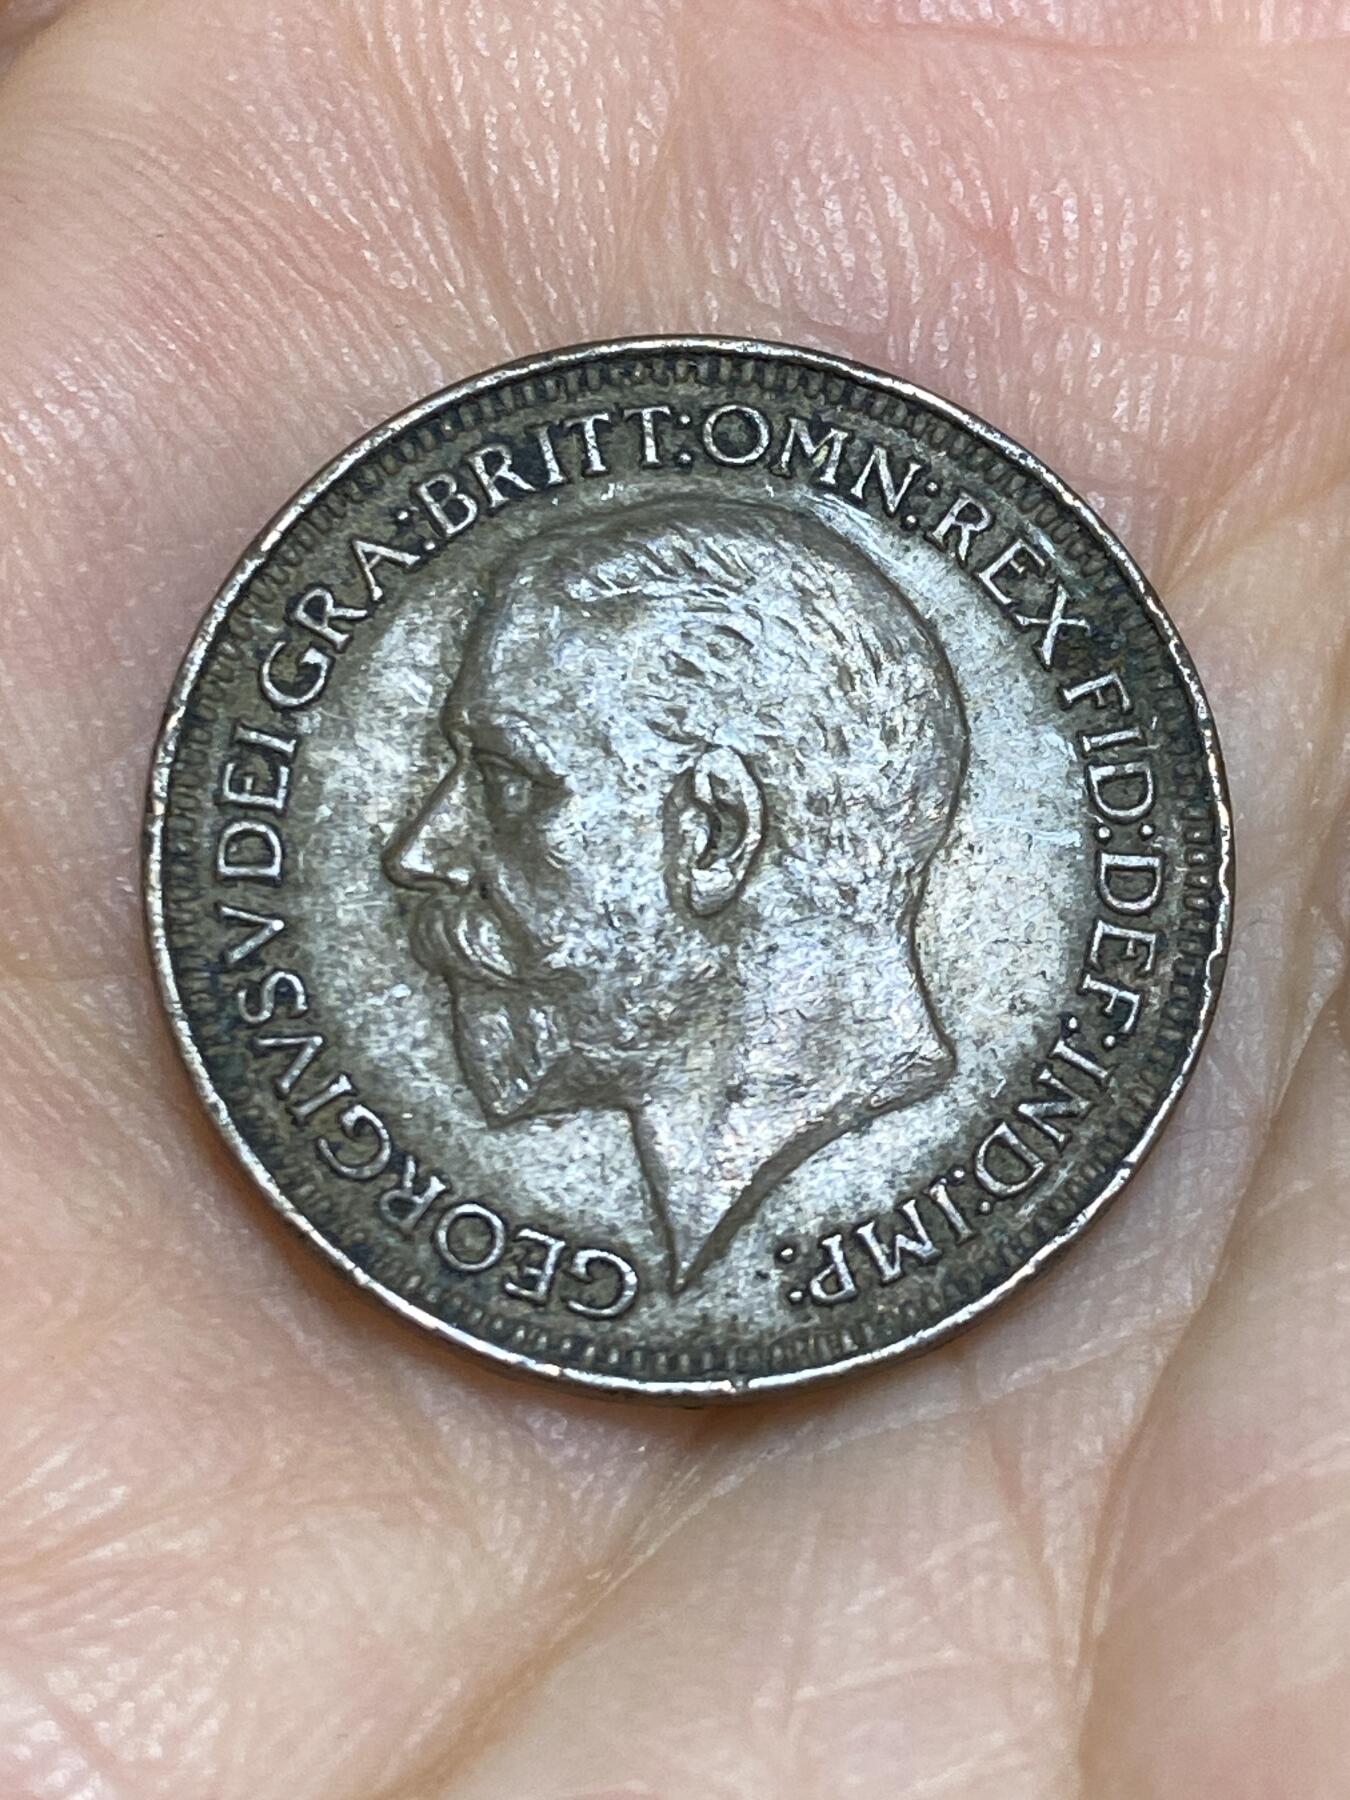 GEORGIVS V DEI GRA:BRITT:OMN:REX FID:DEF:IND:IMP: